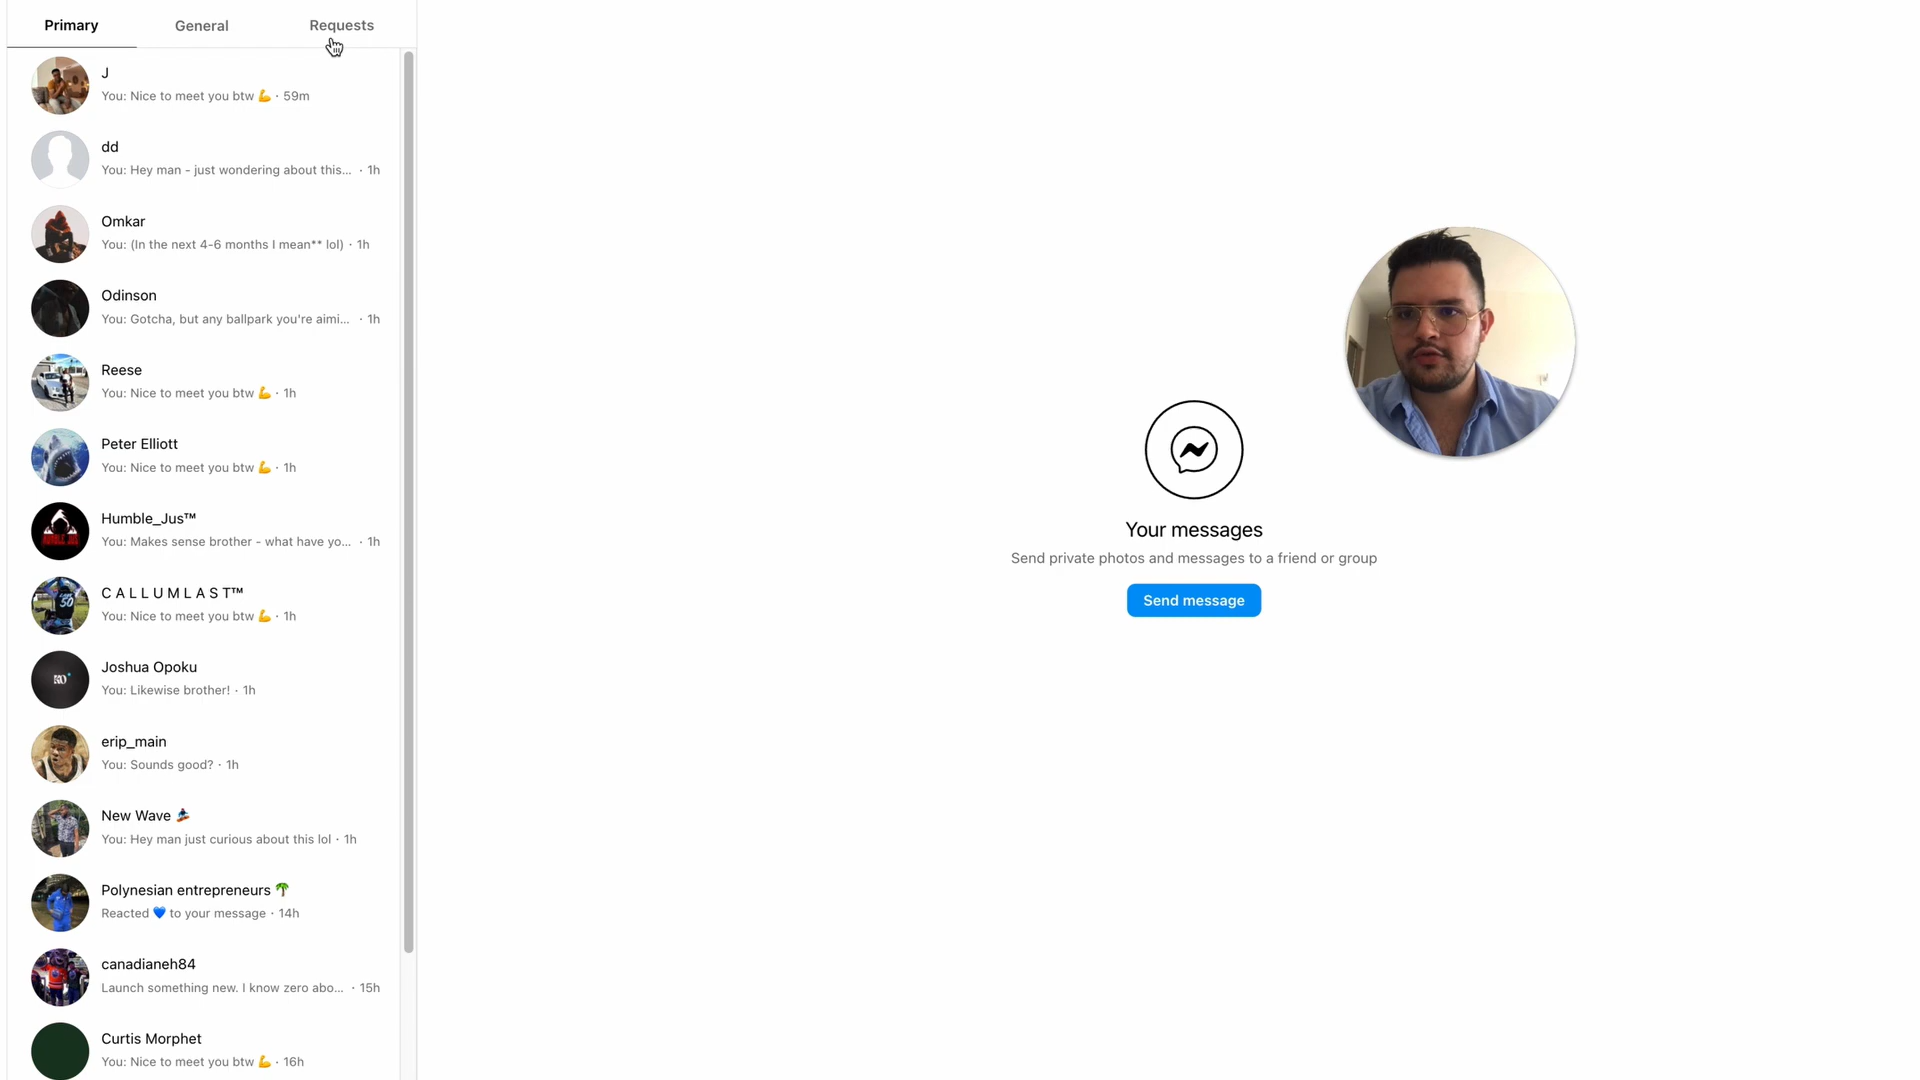 Primary
General
Requests
J
You: Nice to meet you btw 💪 · 59m
dd
You: Hey man - just wondering about this... · 1h
Omkar
You: (In the next 4-6 months I mean** lol) · 1h
Odinson
You: Gotcha, but any ballpark you're aimi... · 1h
Reese
You: Nice to meet you btw 💪 · 1h
Peter Elliott
You: Nice to meet you btw 💪 · 1h
Humble_Jus™
You: Makes sense brother - what have yo... · 1h
C A L L U M L A S T™
You: Nice to meet you btw 💪 · 1h
Joshua Opoku
You: Likewise brother! · 1h
erip_main
You: Sounds good? · 1h
New Wave 🏂
You: Hey man just curious about this lol · 1h
Polynesian entrepreneurs 🌴
Reacted 💙 to your message · 14h
canadianeh84
Launch something new. I know zero abo... · 15h
Curtis Morphet
You: Nice to meet you btw 💪 · 16h
Your messages
Send private photos and messages to a friend or group
Send message